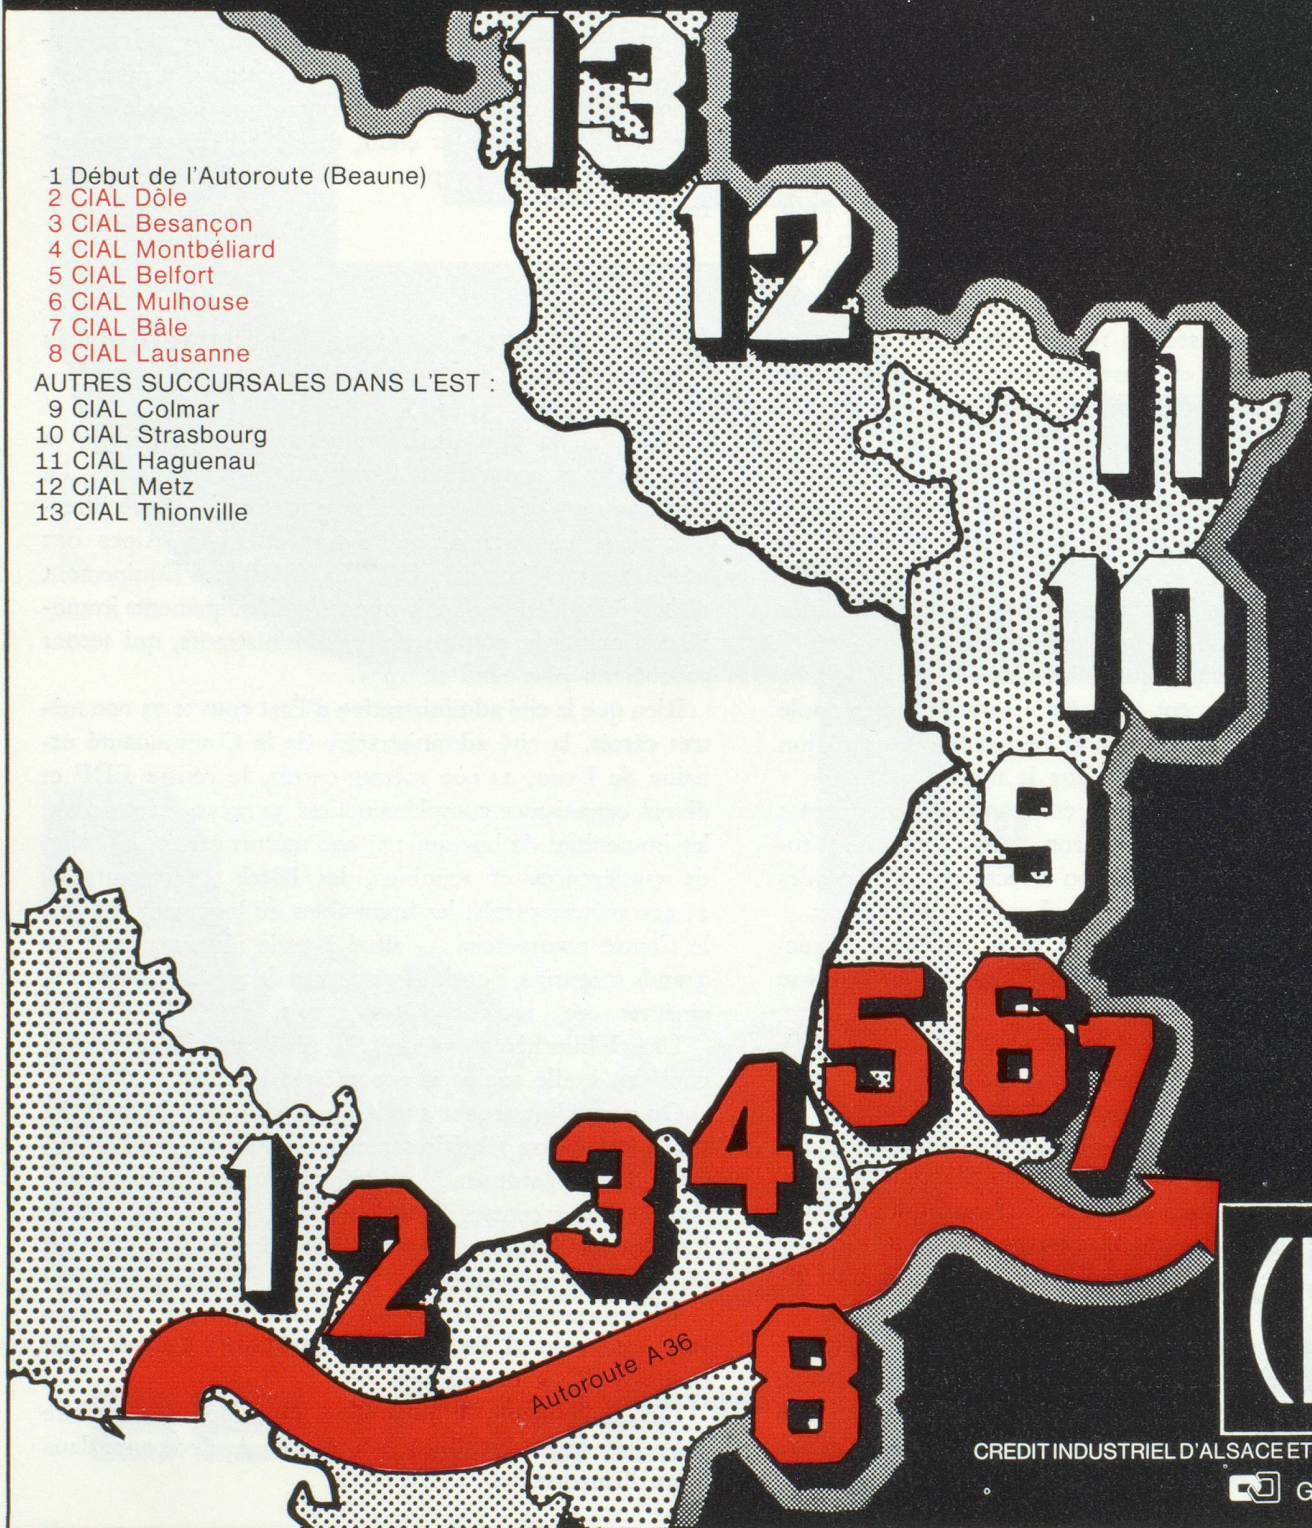 1 Début de l'Autoroute (Beaune)
2 CIAL Dôle
3 CIAL Besançon
4 CIAL Montbéliard
5 CIAL Belfort
6 CIAL Mulhouse
7 CIAL Bâle
8 CIAL Lausanne
AUTRES SUCCURSALES DANS L'EST :
9 CIAL Colmar
10 CIAL Strasbourg
11 CIAL Haguenau
12 CIAL Metz
13 CIAL Thionville
13
12
11
10
9
5 6 7
4
3
1
2
8
Autoroute A 36
CREDIT INDUSTRIEL D'ALSACE ET